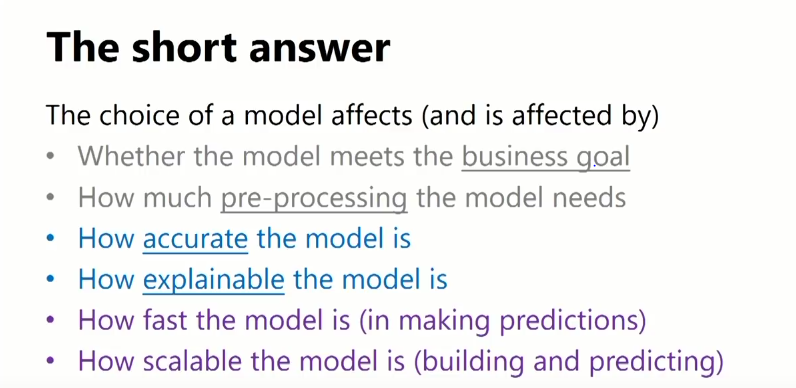 The short answer
The choice of a model affects (and is affected by)
• Whether the model meets the business goal
• How much pre-processing the model needs
• How accurate the model is
• How explainable the model is
• How fast the model is (in making predictions)
• How scalable the model is (building and predicting)